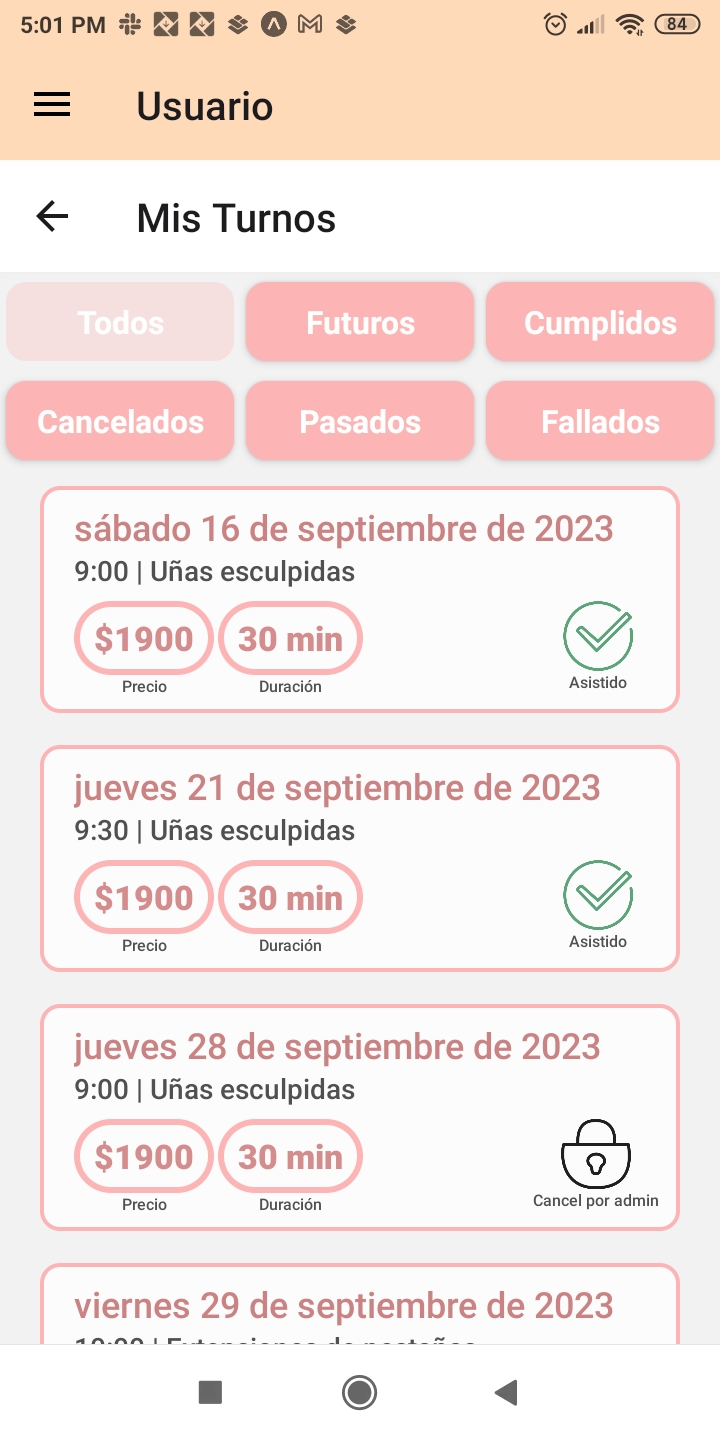 5:01 PM 84
Usuario
Mis Turnos
Todos Futuros Cumplidos
Cancelados Pasados Fallados
sábado 16 de septiembre de 2023
9:00 | Uñas esculpidas
$1900 30 min
Precio Duración Asistido
jueves 21 de septiembre de 2023
9:30 | Uñas esculpidas
$1900 30 min
Precio Duración Asistido
jueves 28 de septiembre de 2023
9:00 | Uñas esculpidas
$1900 30 min
Precio Duración Cancel por admin
viernes 29 de septiembre de 2023
| Extensiones de pestañas